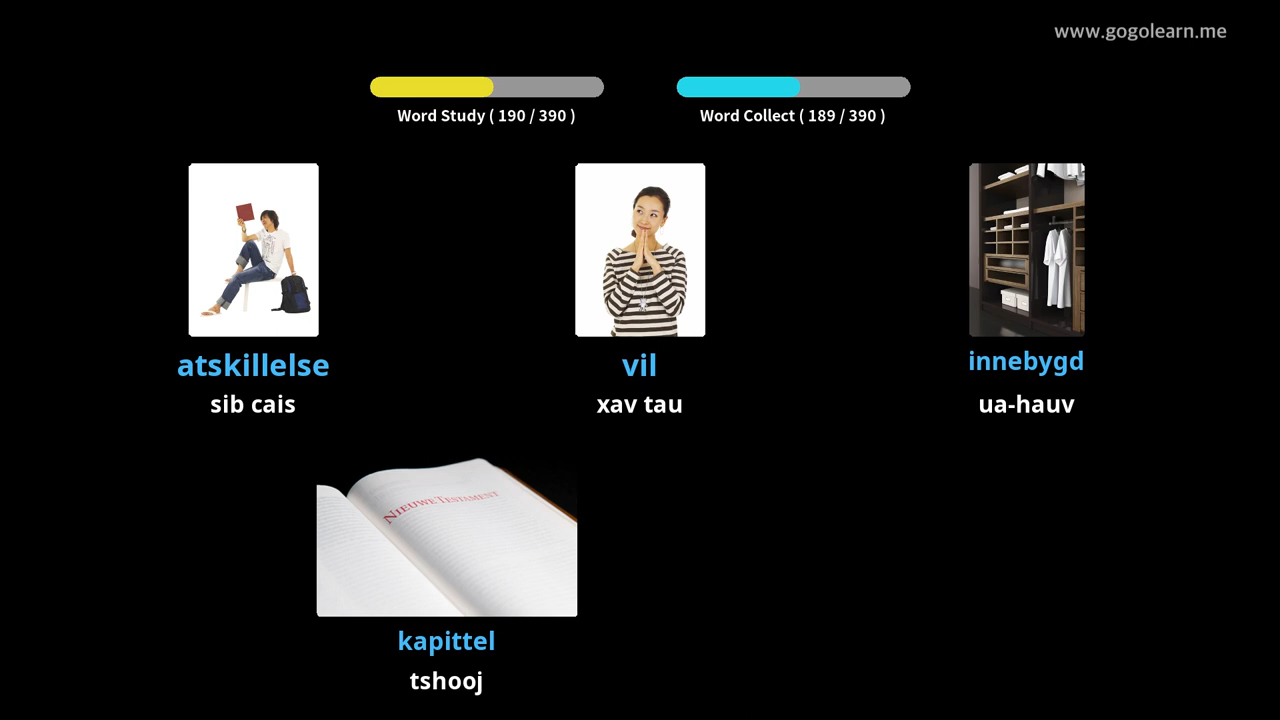 www.gogolearn.me
Word Study ( 190 / 390 )
Word Collect ( 189 / 390 )
atskillelse
vil
innebygd
sib cais
xav tau
ua-hauv
NIEUWE TESTAMENT
kapittel
tshooj